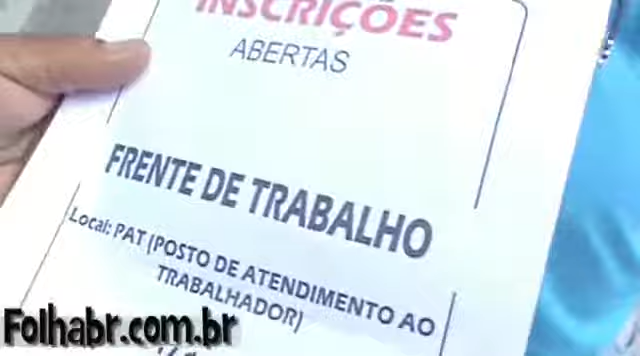 INSCRIÇÕES
ABERTAS
FRENTE DE TRABALHO
Local: PAT (POSTO DE ATENDIMENTO AO
TRABALHADOR)
Folhabr.com.br